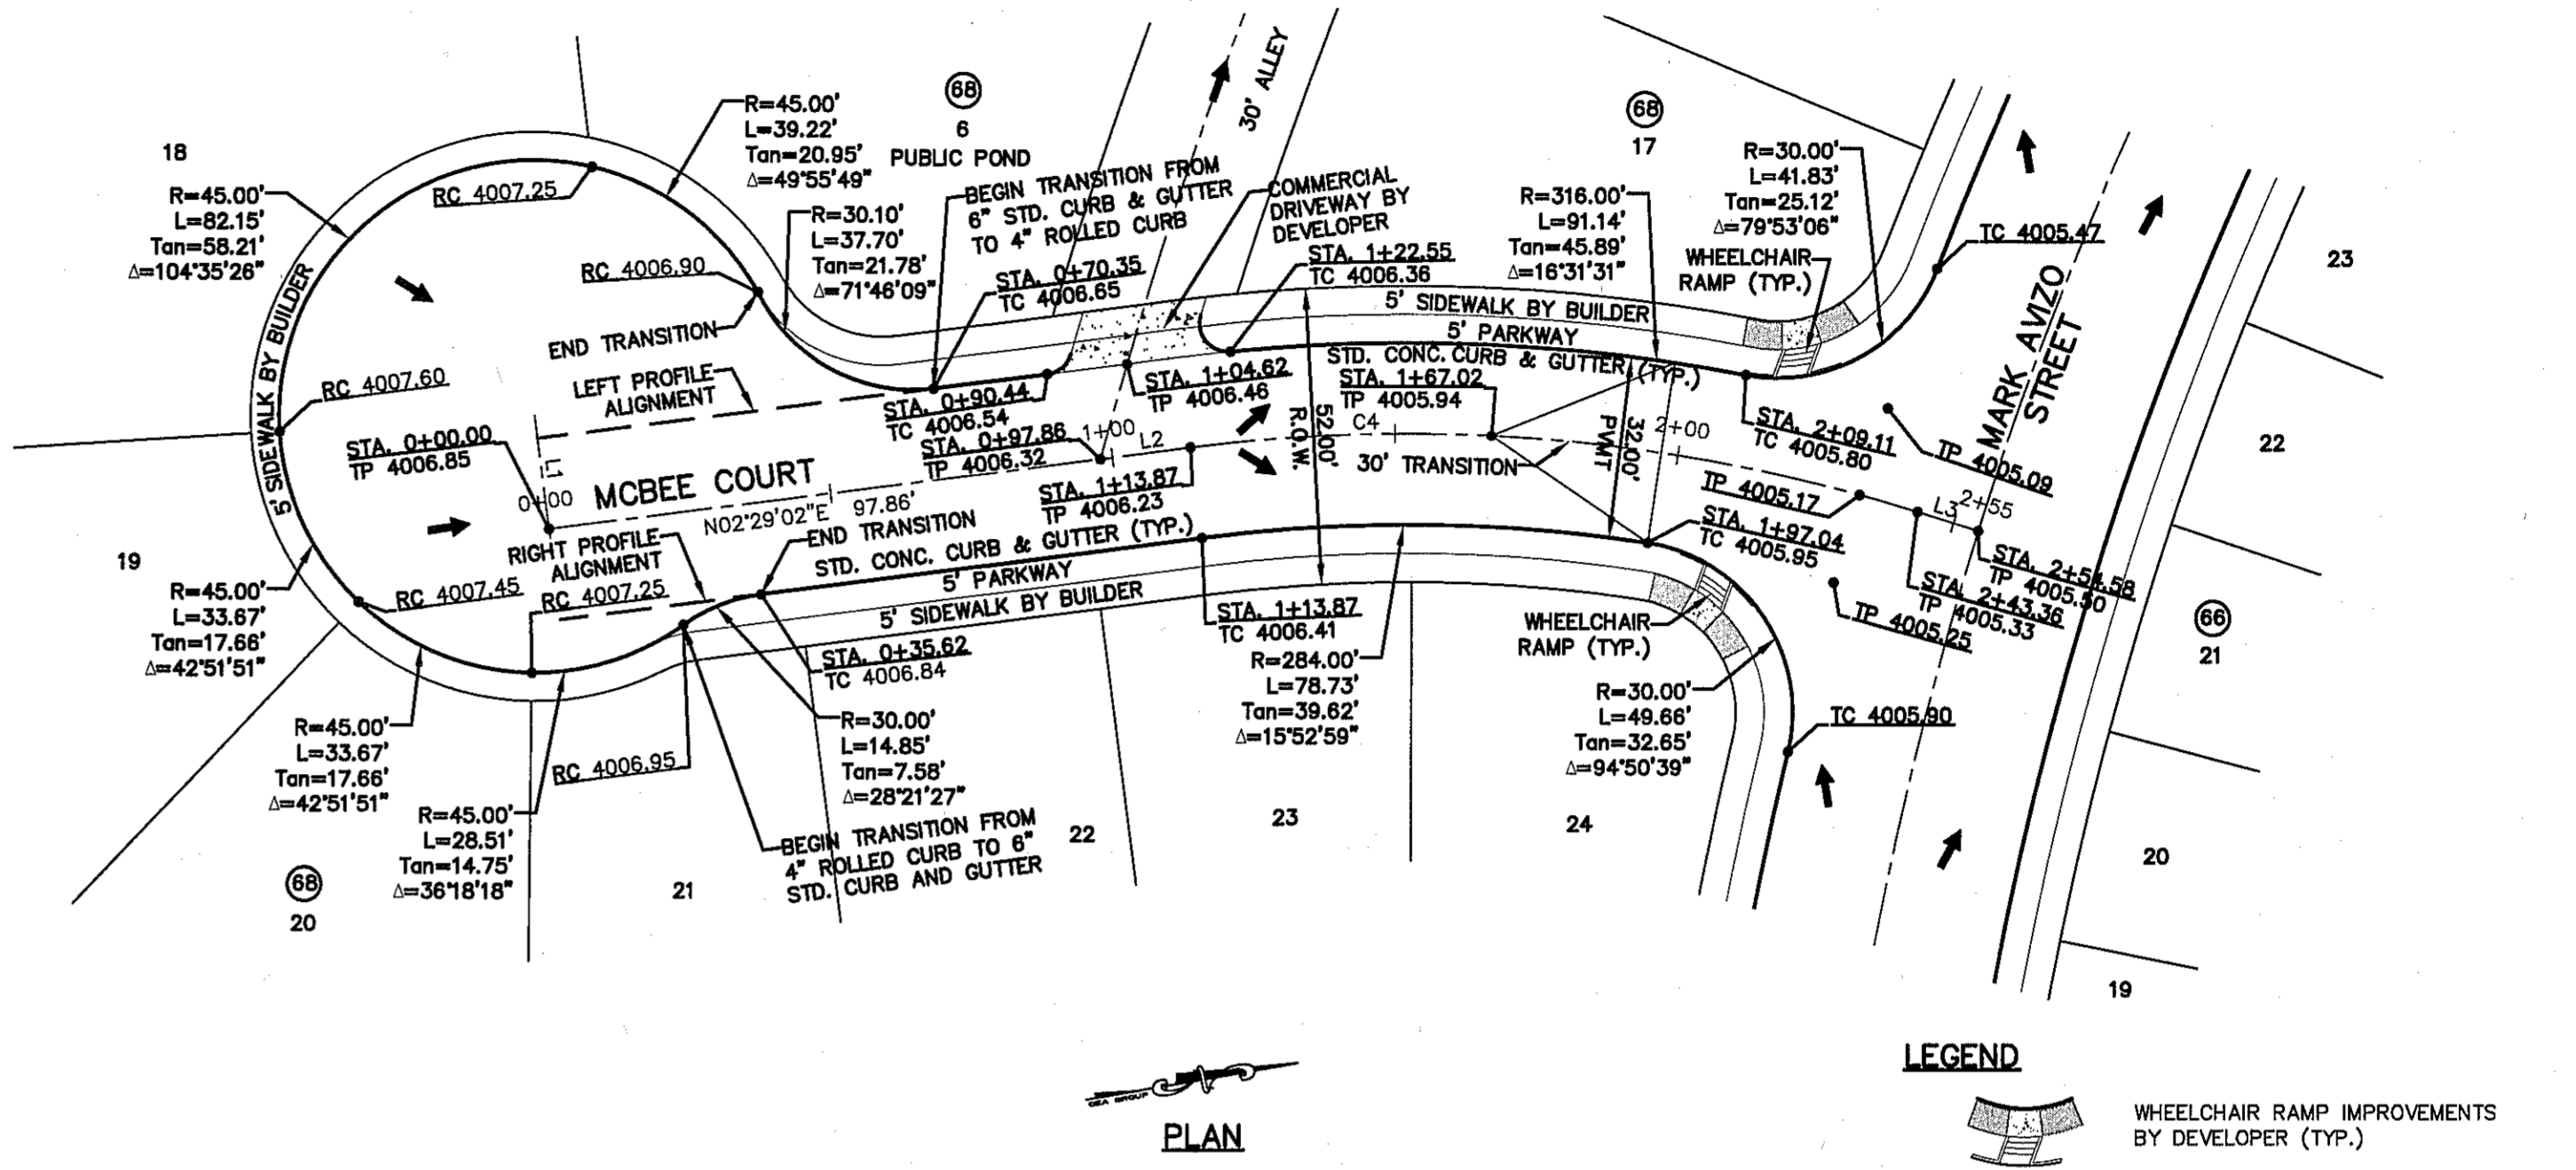 18
R=45.00'
L=82.15'
Tan=58.21'
Δ=104°35'26"
RC 4007.25
R=45.00'
L=39.22'
Tan=20.95'
Δ=49°55'49"
68
6
PUBLIC POND
R=30.10'
L=37.70'
Tan=21.78'
Δ=71°46'09"
BEGIN TRANSITION FROM
6" STD. CURB & GUTTER
TO 4" ROLLED CURB
30' ALLEY
COMMERCIAL
DRIVEWAY BY
DEVELOPER
STA. 0+70.35
TC 4006.65
STA. 1+22.55
TC 4006.36
68
17
R=316.00'
L=91.14'
Tan=45.89'
Δ=16°31'31"
R=30.00'
L=41.83'
Tan=25.12'
Δ=79°53'06"
WHEELCHAIR
RAMP (TYP.)
TC 4005.47
23
MARK AVIZO
STREET
22
RC 4006.90
END TRANSITION
LEFT PROFILE
ALIGNMENT
5' SIDEWALK BY BUILDER
RC 4007.60
5' SIDEWALK BY BUILDER
5' PARKWAY
STD. CONC. CURB & GUTTER (TYP.)
STA. 0+90.44
TC 4006.54
STA. 1+04.62
TP 4006.46
STA. 1+67.02
TP 4005.94
STA. 0+00.00
TP 4006.85
L1
0+00
MCBEE COURT
N02°29'02"E
97.86'
STA. 0+97.86
TP 4006.32
1+00
L2
STA. 1+13.87
TP 4006.23
52.00'
R.O.W.
C4
30' TRANSITION
32.00'
PVMT
2+00
STA. 2+09.11
TC 4005.80
TP 4005.09
TP 4005.17
L3
2+55
STA. 1+97.04
TC 4005.95
STA. 2+54.58
TP 4005.50
STA. 2+43.36
TP 4005.33
TP 4005.25
66
21
19
R=45.00'
L=33.67'
Tan=17.66'
Δ=42°51'51"
RC 4007.45
RIGHT PROFILE
ALIGNMENT
RC 4007.25
END TRANSITION
STD. CONC. CURB & GUTTER (TYP.)
5' PARKWAY
5' SIDEWALK BY BUILDER
STA. 0+35.62
TC 4006.84
STA. 1+13.87
TC 4006.41
R=284.00'
L=78.73'
Tan=39.62'
Δ=15°52'59"
WHEELCHAIR
RAMP (TYP.)
R=30.00'
L=49.66'
Tan=32.65'
Δ=94°50'39"
TC 4005.90
R=45.00'
L=33.67'
Tan=17.66'
Δ=42°51'51"
R=45.00'
L=28.51'
Tan=14.75'
Δ=36°18'18"
RC 4006.95
R=30.00'
L=14.85'
Tan=7.58'
Δ=28°21'27"
BEGIN TRANSITION FROM
4" ROLLED CURB TO 6"
STD. CURB AND GUTTER
68
20
21
22
23
24
20
19
CEA GROUP
PLAN
LEGEND
WHEELCHAIR RAMP IMPROVEMENTS
BY DEVELOPER (TYP.)